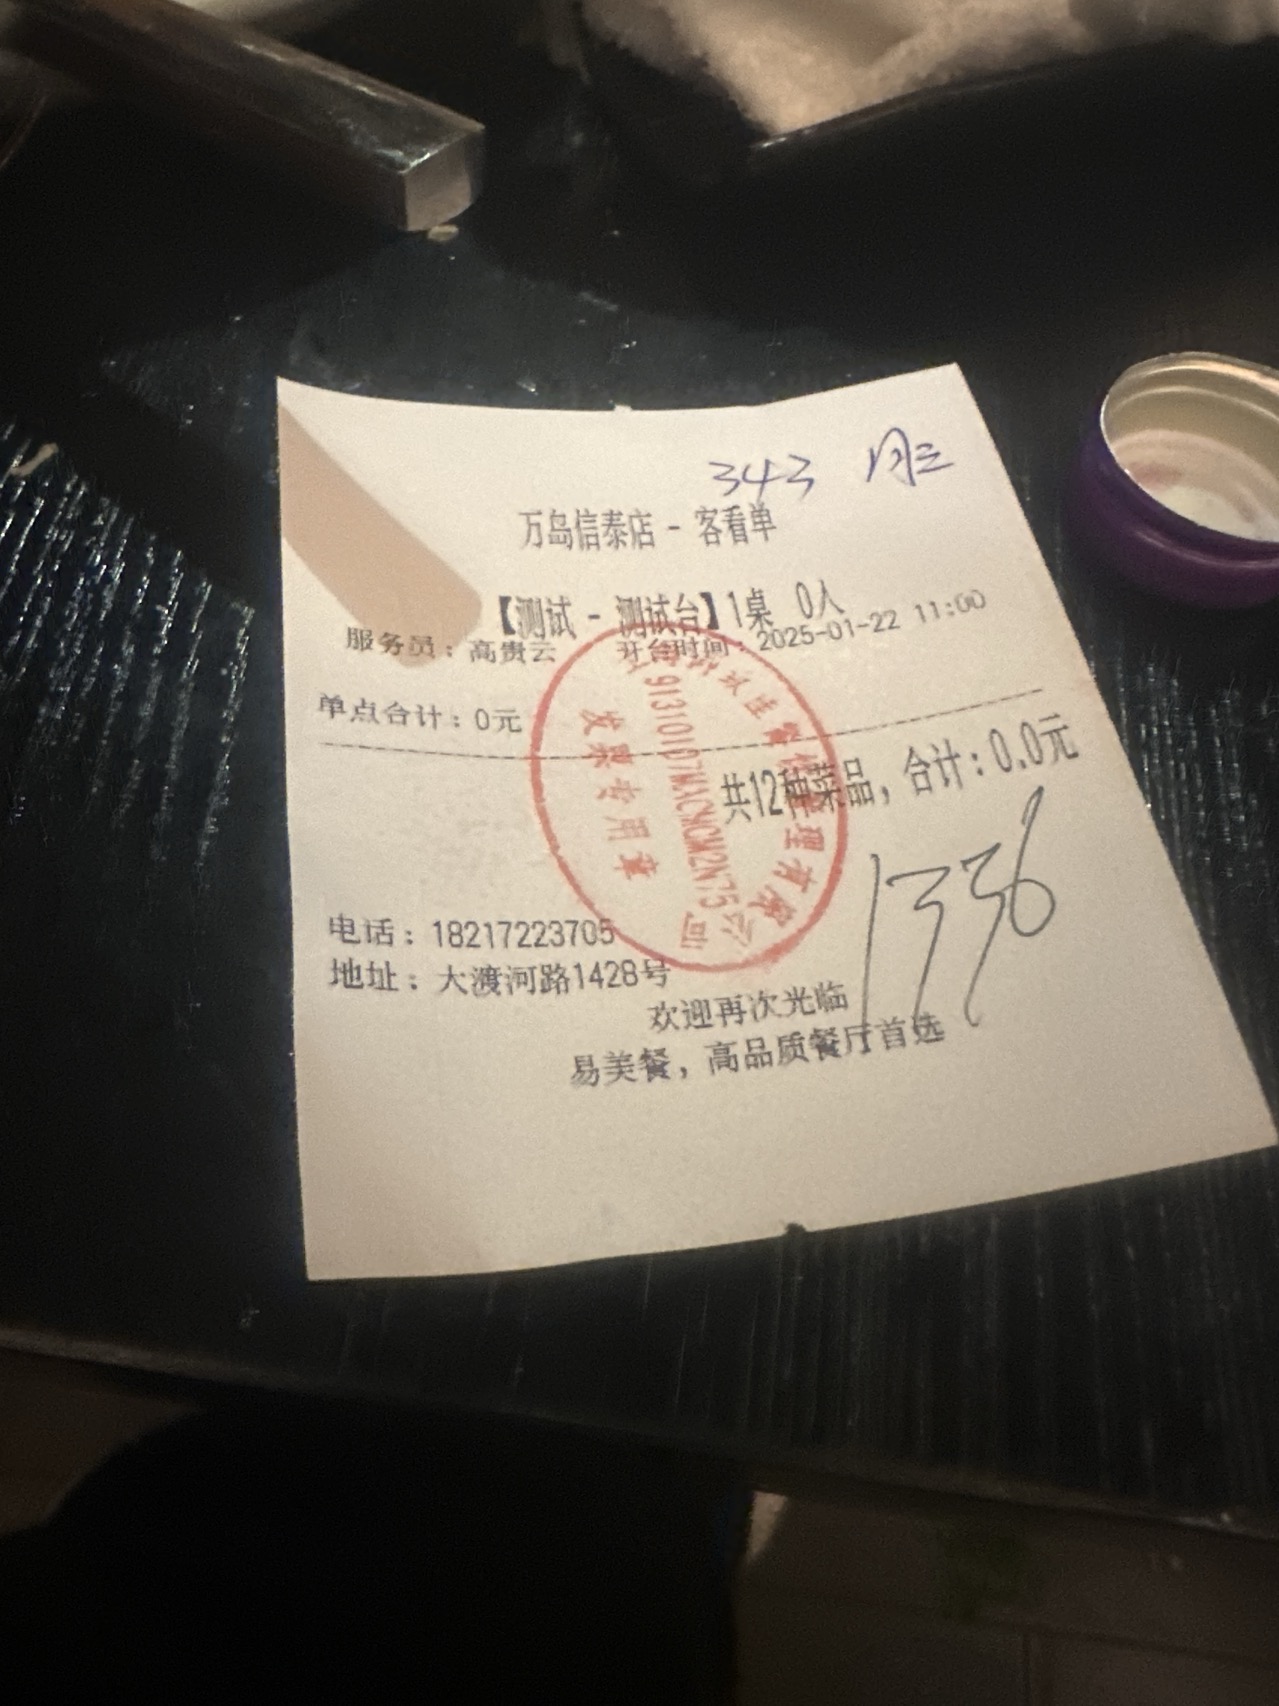 343
万岛信泰店 - 客看单
【测试 - 测试台】1桌 0人
服务员：高贵云 开台时间：2025-01-22 11:00
单点合计：0元
共12种菜品，合计：0.0元
1336
电话：18217223705
地址：大渡河路1428号
欢迎再次光临
易美餐，高品质餐厅首选
发票专用章